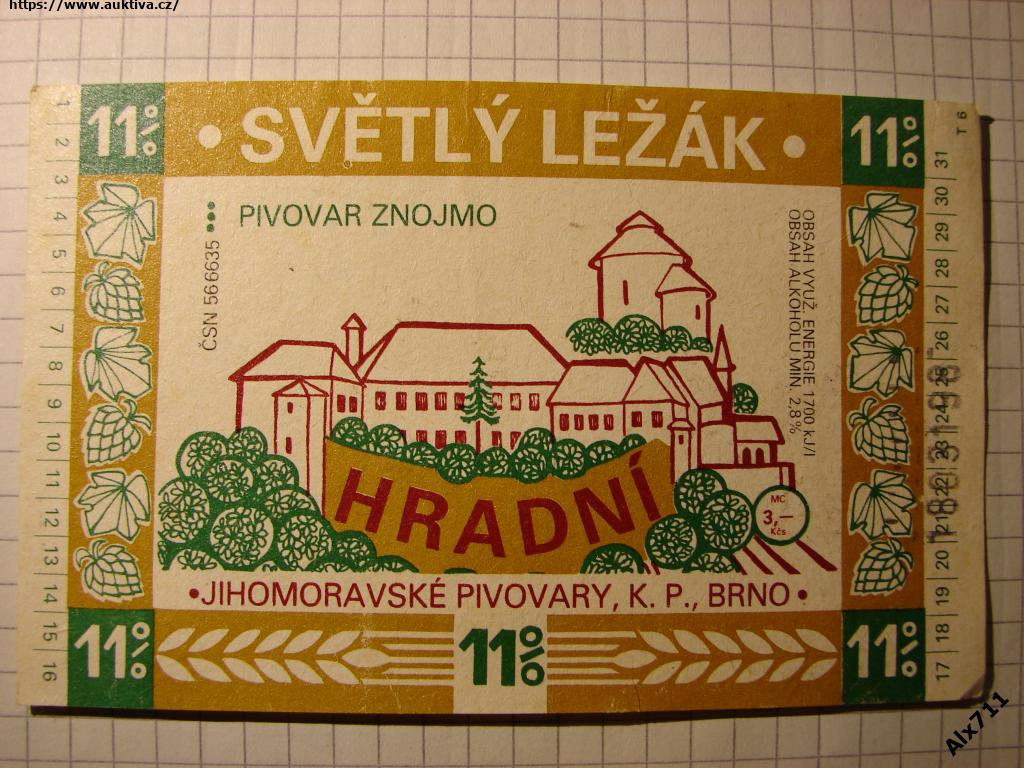 https://www.auktiva.cz/
11%
• SVĚTLÝ LEŽÁK •
11%
T 6
PIVOVAR ZNOJMO
ČSN 566635
OBSAH VYUŽ. ENERGIE 1700 kJ/l
OBSAH ALKOHOLU MIN. 2,8%
HRADNÍ
MC
3,–
Kčs
•JIHOMORAVSKÉ PIVOVARY, K. P., BRNO•
11%
11%
11%
1 2 3 4 5 6 7 8 9 10 11 12 13 14 15 16
17 18 19 20 21 22 23 24 25 26 27 28 29 30 31
Alx711